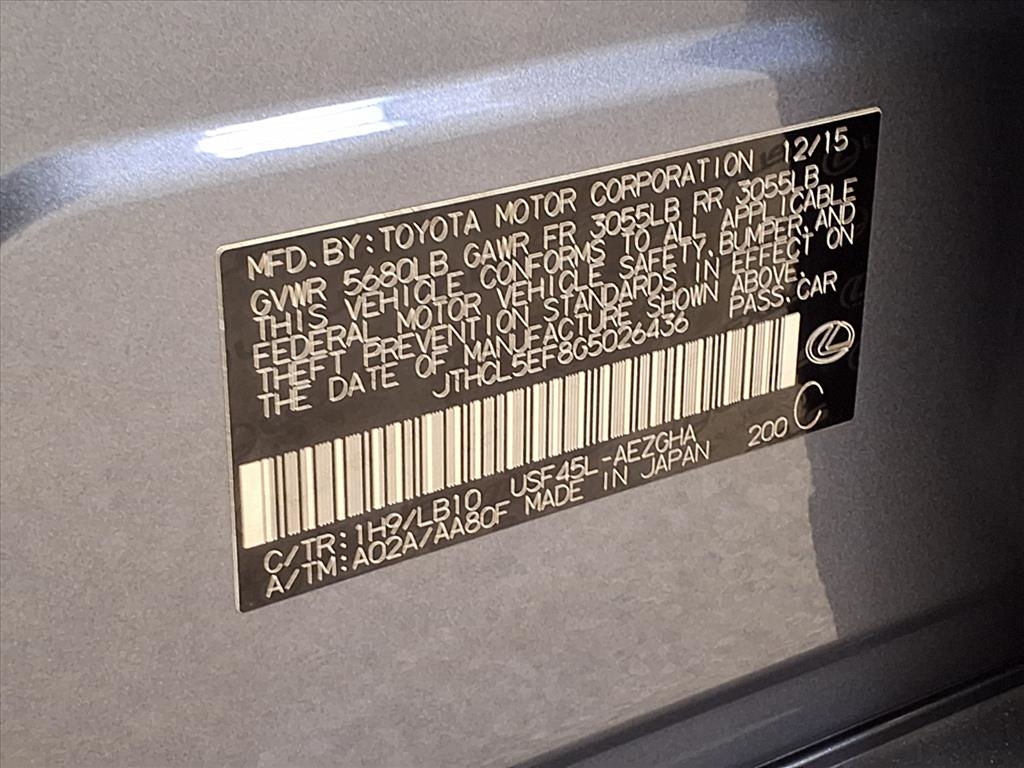 MFD. BY: TOYOTA MOTOR CORPORATION 12/15
GVWR 5680LB GAWR FR 3055LB RR 3055LB
THIS VEHICLE CONFORMS TO ALL APPLICABLE
FEDERAL MOTOR VEHICLE SAFETY, BUMPER, AND
THEFT PREVENTION STANDARDS IN EFFECT ON
THE DATE OF MANUFACTURE SHOWN ABOVE.
JTHCL5EF8G5026436 PASS. CAR
C/TR: 1H9/LB10 USF45L-AEZGHA 200 C
A/TM: A02A/AA80F MADE IN JAPAN